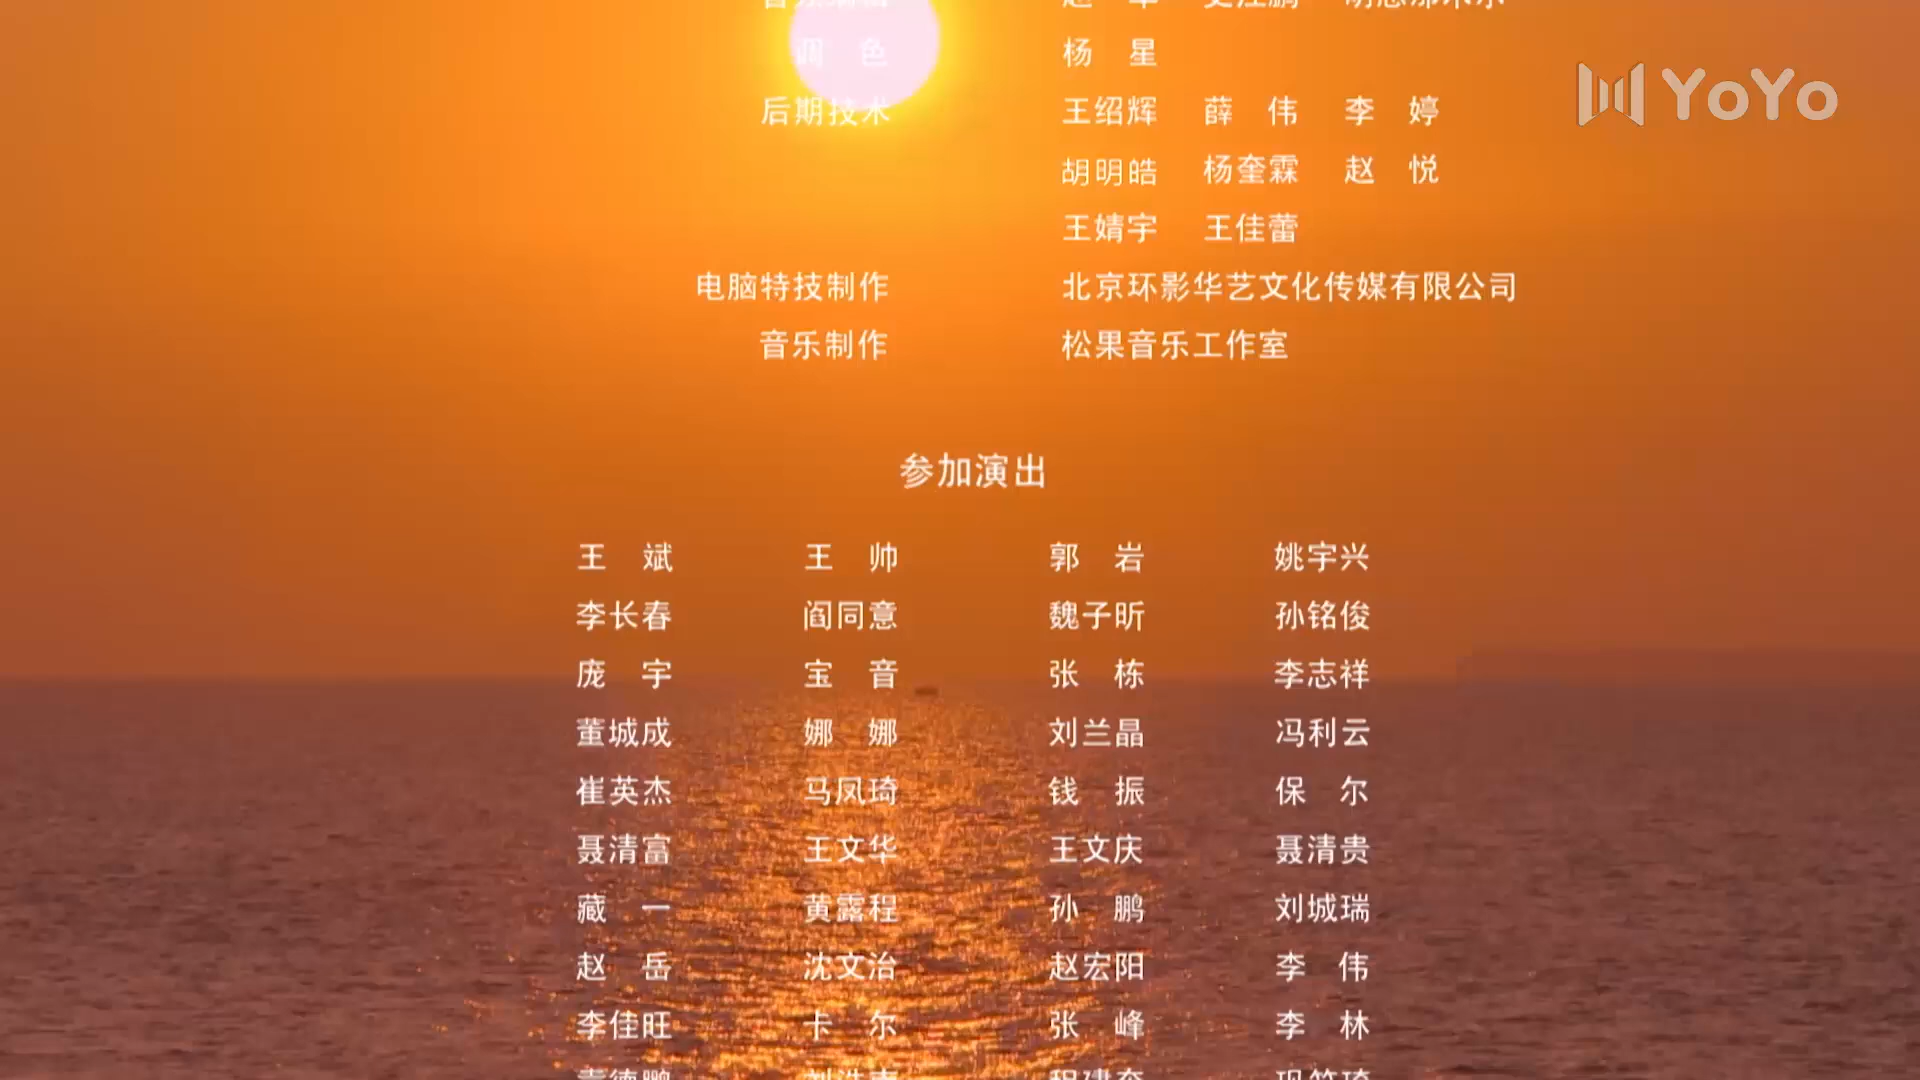 YoYo
调 色 杨 星
后期技术 王绍辉 薛 伟 李 婷
胡明皓 杨奎霖 赵 悦
王婧宇 王佳蕾
电脑特技制作 北京环影华艺文化传媒有限公司
音乐制作 松果音乐工作室
参加演出
王 斌 王 帅 郭 岩 姚宇兴
李长春 阎同意 魏子昕 孙铭俊
庞 宇 宝 音 张 栋 李志祥
董城成 娜 娜 刘兰晶 冯利云
崔英杰 马凤琦 钱 振 保 尔
聂清富 王文华 王文庆 聂清贵
藏 一 黄露程 孙 鹏 刘城瑞
赵 岳 沈文治 赵宏阳 李 伟
李佳旺 卡 尔 张 峰 李 林